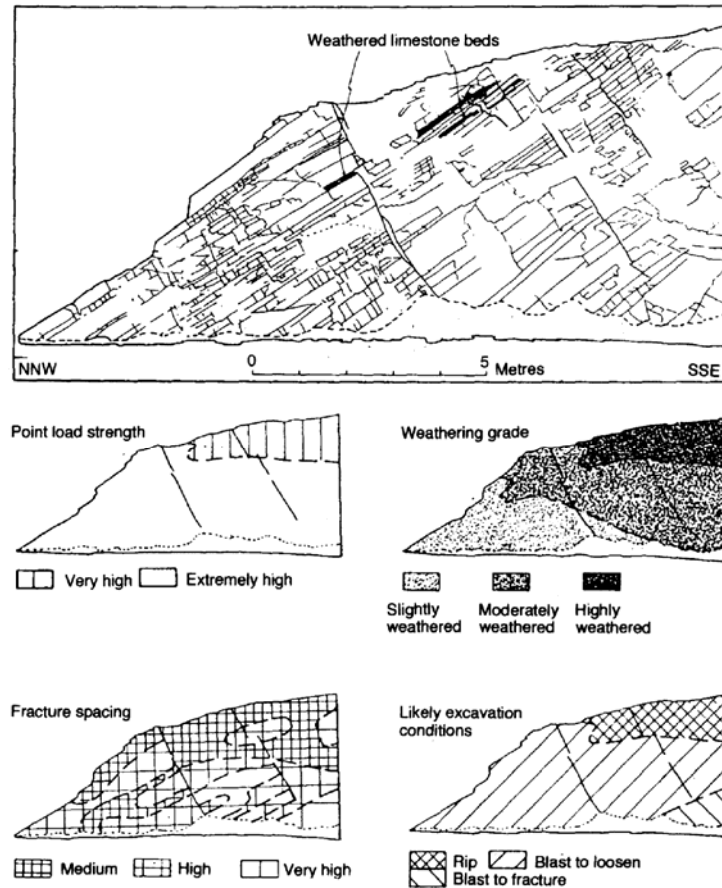 Weathered limestone beds
0 5
NNW Metres SSE
Point load strength
Very high Extremely high
Weathering grade
Slightly weathered
Moderately weathered
Highly weathered
Fracture spacing
Medium High Very high
Likely excavation
conditions
Rip Blast to loosen
Blast to fracture